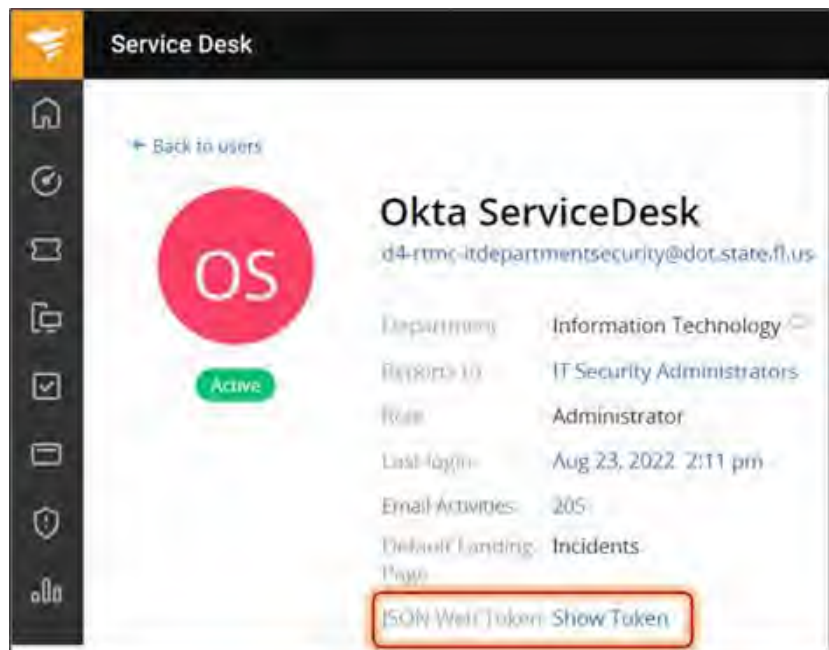 Service Desk
← Back to users
OS
Active
Okta ServiceDesk
d4-rtmc-itdepartmentsecurity@dot.state.fl.us
Department Information Technology
Reports to IT Security Administrators
Role Administrator
Last login Aug 23, 2022 2:11 pm
Email Activities 205
Default Landing Incidents
Page
JSON Web Token Show Token